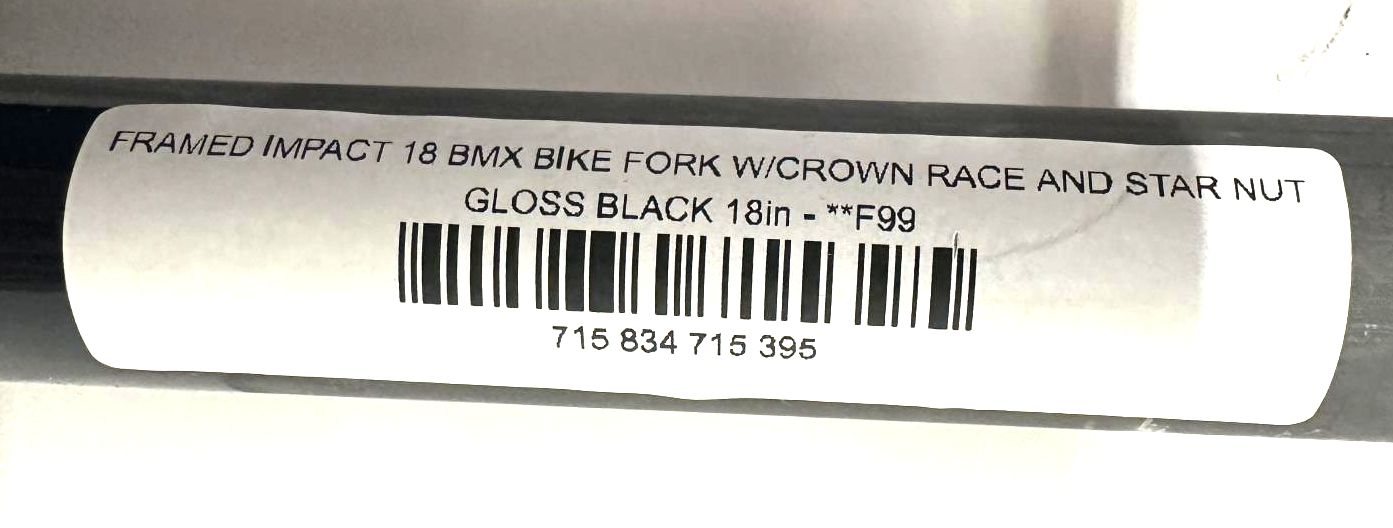 FRAMED IMPACT 18 BMX BIKE FORK W/CROWN RACE AND STAR NUT
GLOSS BLACK 18in - **F99
715 834 715 395